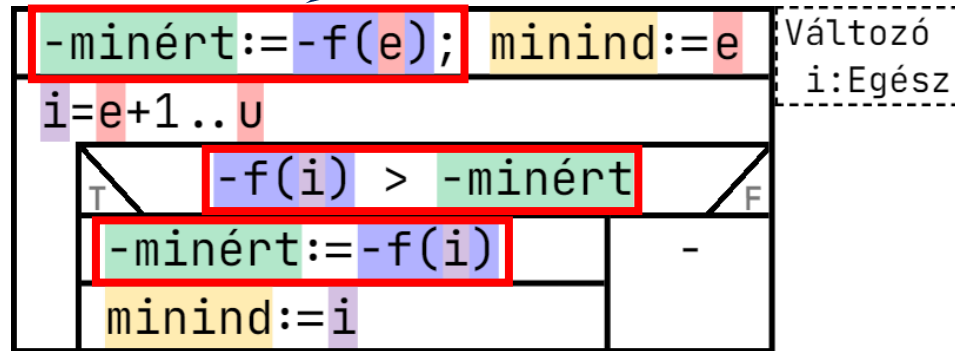 -minért:=-f(e); minind:=e
Változó
i:Egész
i=e+1..u
T -f(i) > -minért F
-minért:=-f(i) -
minind:=i